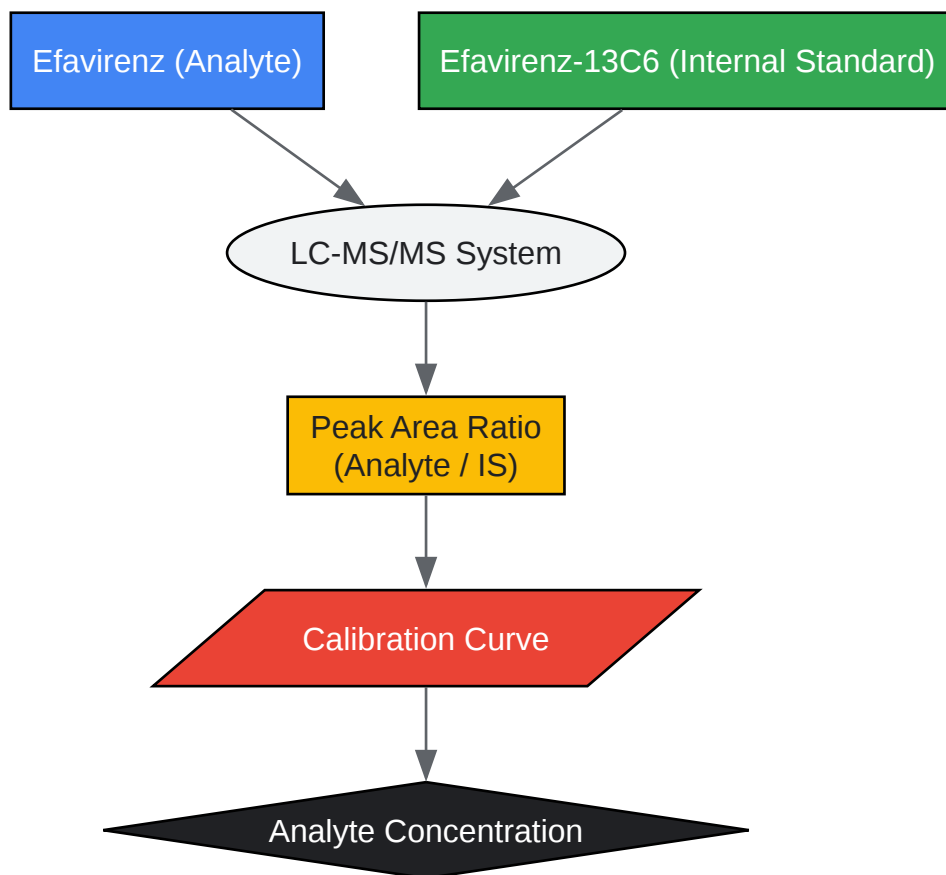 Efavirenz (Analyte)
Efavirenz-13C6 (Internal Standard)
LC-MS/MS System
Peak Area Ratio
(Analyte / IS)
Calibration Curve
Analyte Concentration